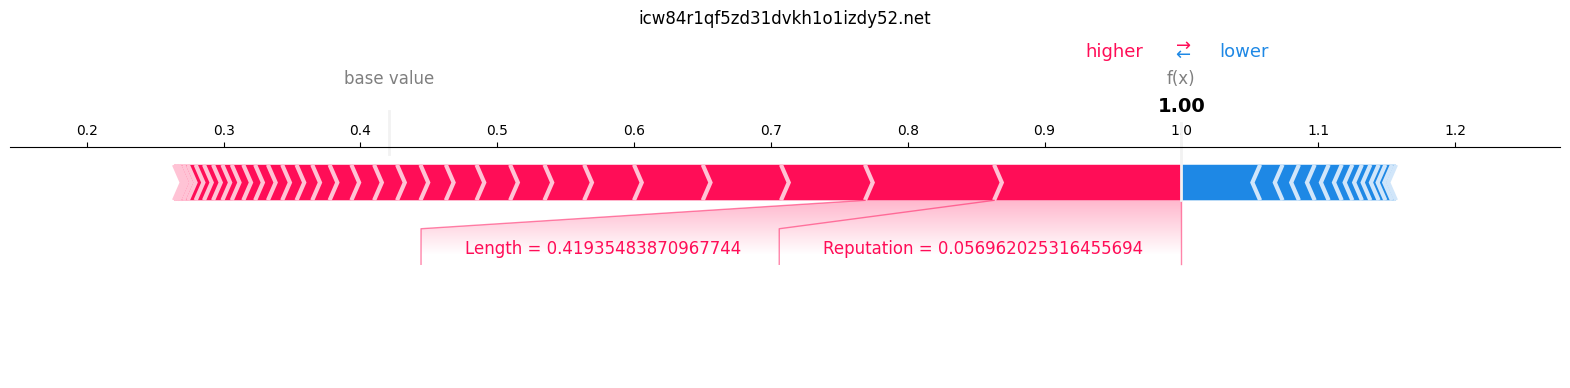 icw84r1qf5zd31dvkh1o1izdy52.net
higher → ← lower
base value f(x)
1.00
0.2 0.3 0.4 0.5 0.6 0.7 0.8 0.9 1.0 1.1 1.2
Length = 0.41935483870967744 Reputation = 0.056962025316455694